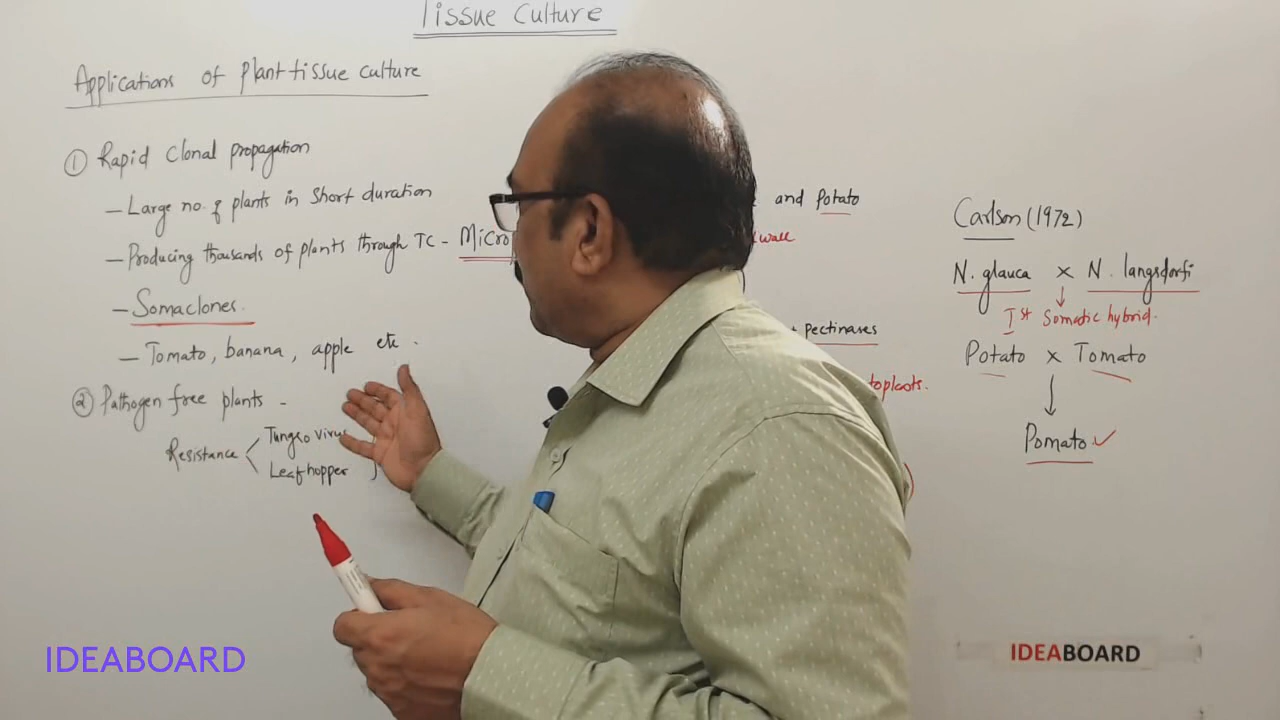 Tissue Culture
Applications of plant tissue culture
① Rapid Clonal propagation
– Large no. of plants in short duration
– Producing thousands of plants through TC - Micro
– Somaclones.
– Tomato, banana, apple etc.
② Pathogen free plants -
Resistance
Tungro virus
Leaf hopper
and Potato
wall
+ pectinases
toplasts.
Carlson (1972)
N. glauca × N. langsdorfi
Ist Somatic hybrid.
Potato × Tomato
Pomato ✓
IDEABOARD
IDEABOARD